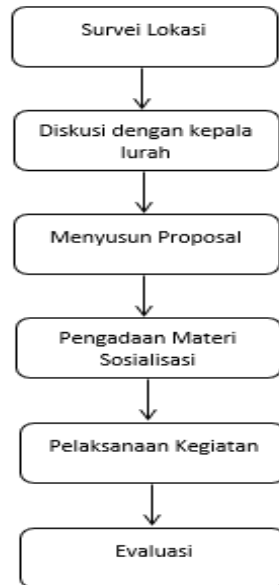 Survei Lokasi
Diskusi dengan kepala
lurah
Menyusun Proposal
Pengadaan Materi
Sosialisasi
Pelaksanaan Kegiatan
Evaluasi